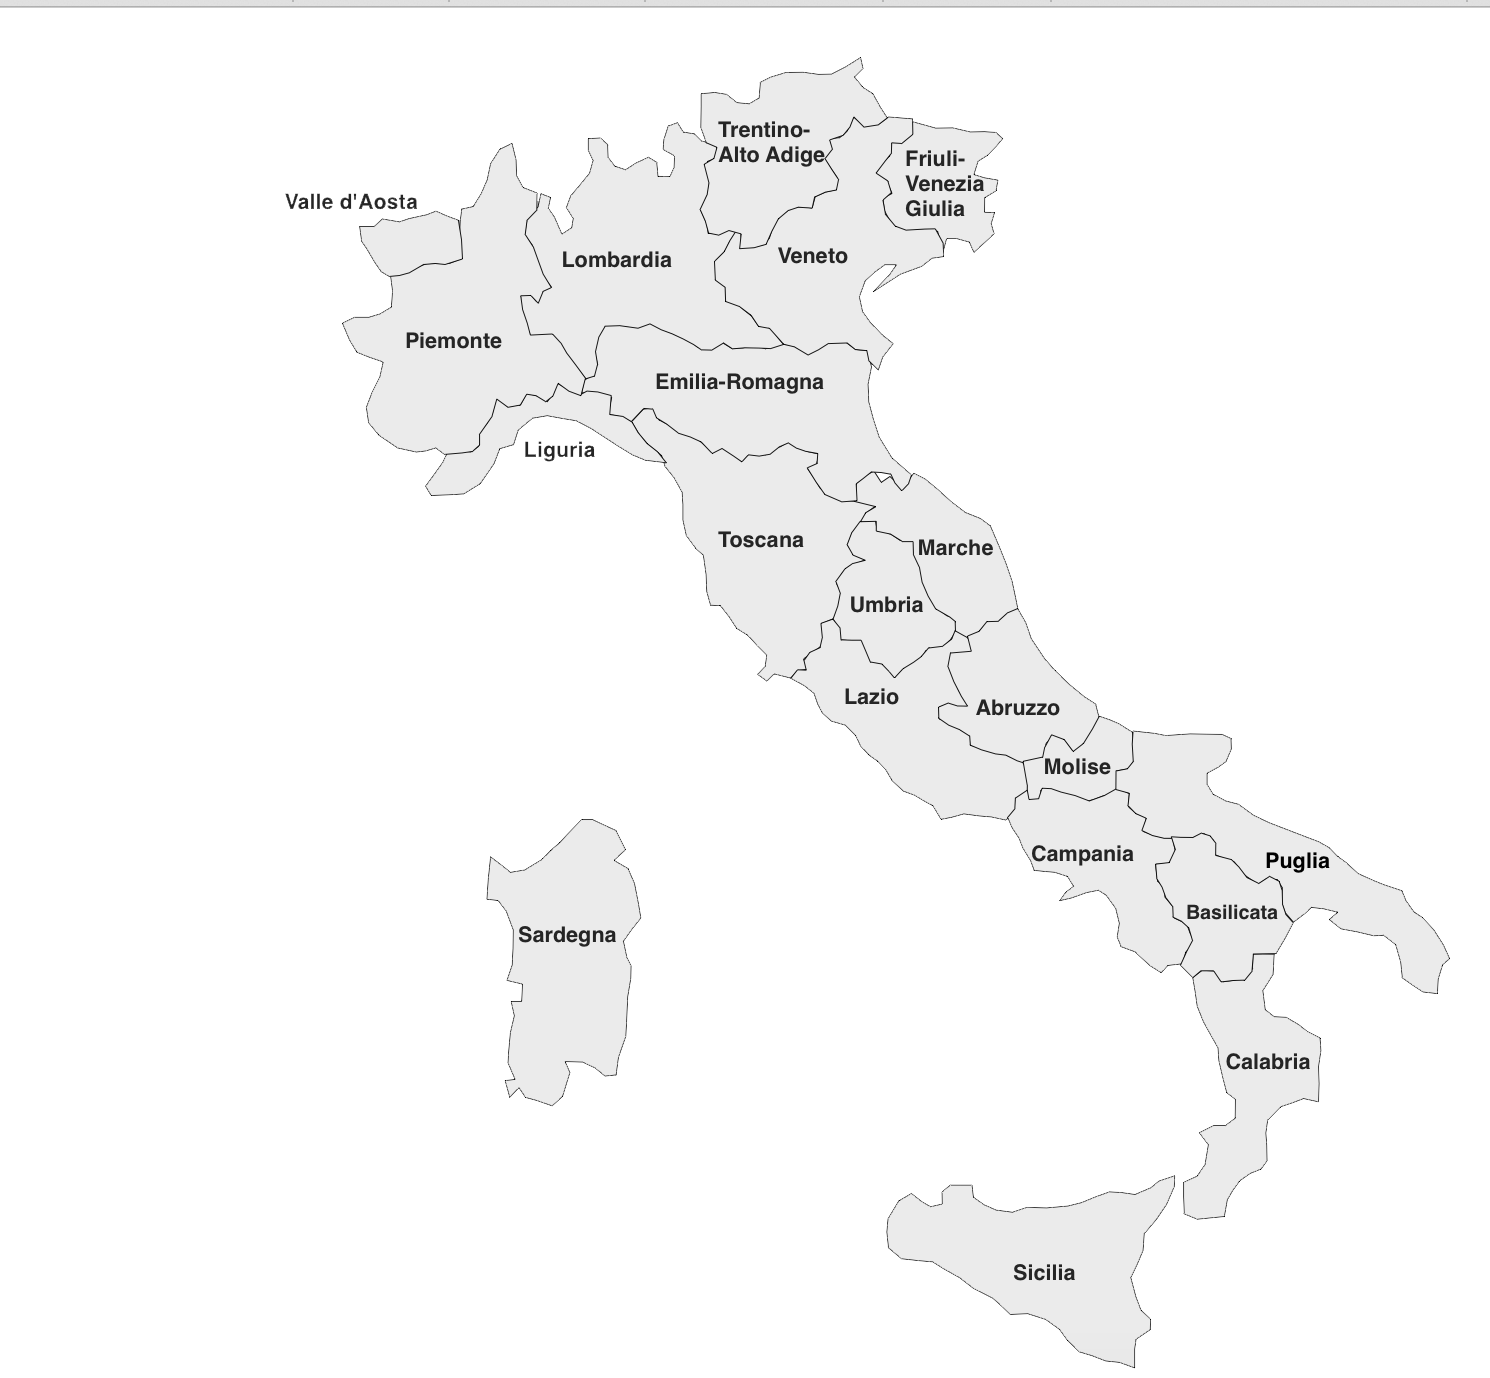 Trentino-
Alto Adige
Friuli-
Venezia
Giulia
Valle d'Aosta
Lombardia
Veneto
Piemonte
Emilia-Romagna
Liguria
Toscana
Marche
Umbria
Lazio
Abruzzo
Molise
Campania
Puglia
Basilicata
Sardegna
Calabria
Sicilia